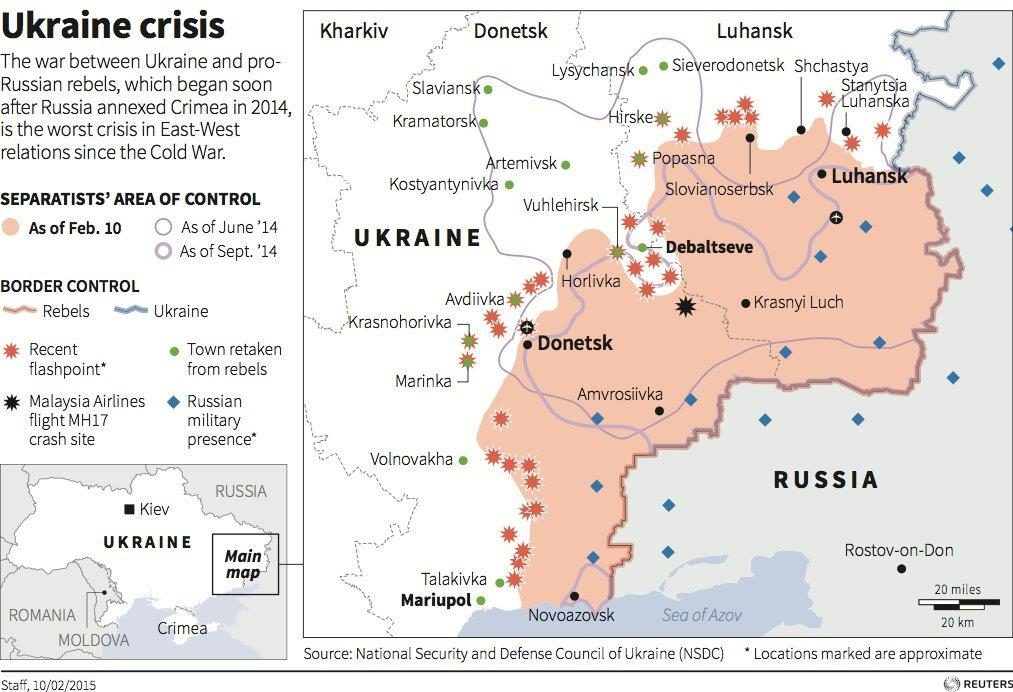 Ukraine crisis
The war between Ukraine and pro-
Russian rebels, which began soon
after Russia annexed Crimea in 2014,
is the worst crisis in East-West
relations since the Cold War.
SEPARATISTS’ AREA OF CONTROL
As of Feb. 10
As of June ’14
As of Sept. ’14
BORDER CONTROL
Rebels
Ukraine
Recent
flashpoint*
Town retaken
from rebels
Malaysia Airlines
flight MH17
crash site
Russian
military
presence*
RUSSIA
Kiev
UKRAINE
Main
map
ROMANIA
MOLDOVA
Crimea
Kharkiv
Donetsk
Luhansk
Lysychansk
Sieverodonetsk
Shchastya
Slaviansk
Stanytsia
Luhanska
Kramatorsk
Hirske
Artemivsk
Popasna
Kostyantynivka
Slovianoserbsk
Luhansk
Vuhlehirsk
UKRAINE
Debaltseve
Horlivka
Avdiivka
Krasnyi Luch
Krasnohorivka
Donetsk
Marinka
Amvrosiivka
Volnovakha
RUSSIA
Rostov-on-Don
Talakivka
Mariupol
20 miles
Novoazovsk
Sea of Azov
20 km
Source: National Security and Defense Council of Ukraine (NSDC)
* Locations marked are approximate
Staff, 10/02/2015
REUTERS